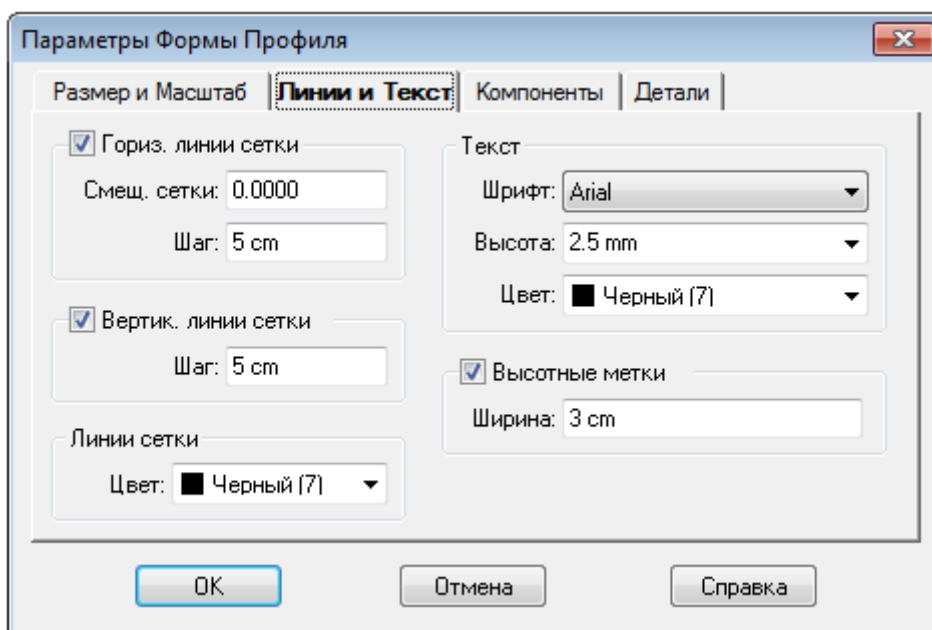 Параметры Формы Профиля
Размер и Масштаб Линии и Текст Компоненты Детали
Гориз. линии сетки
Смещ. сетки: 0.0000
Шаг: 5 cm
Вертик. линии сетки
Шаг: 5 cm
Линии сетки
Цвет: Черный (7)
Текст
Шрифт: Arial
Высота: 2.5 mm
Цвет: Черный (7)
Высотные метки
Ширина: 3 cm
OK Отмена Справка